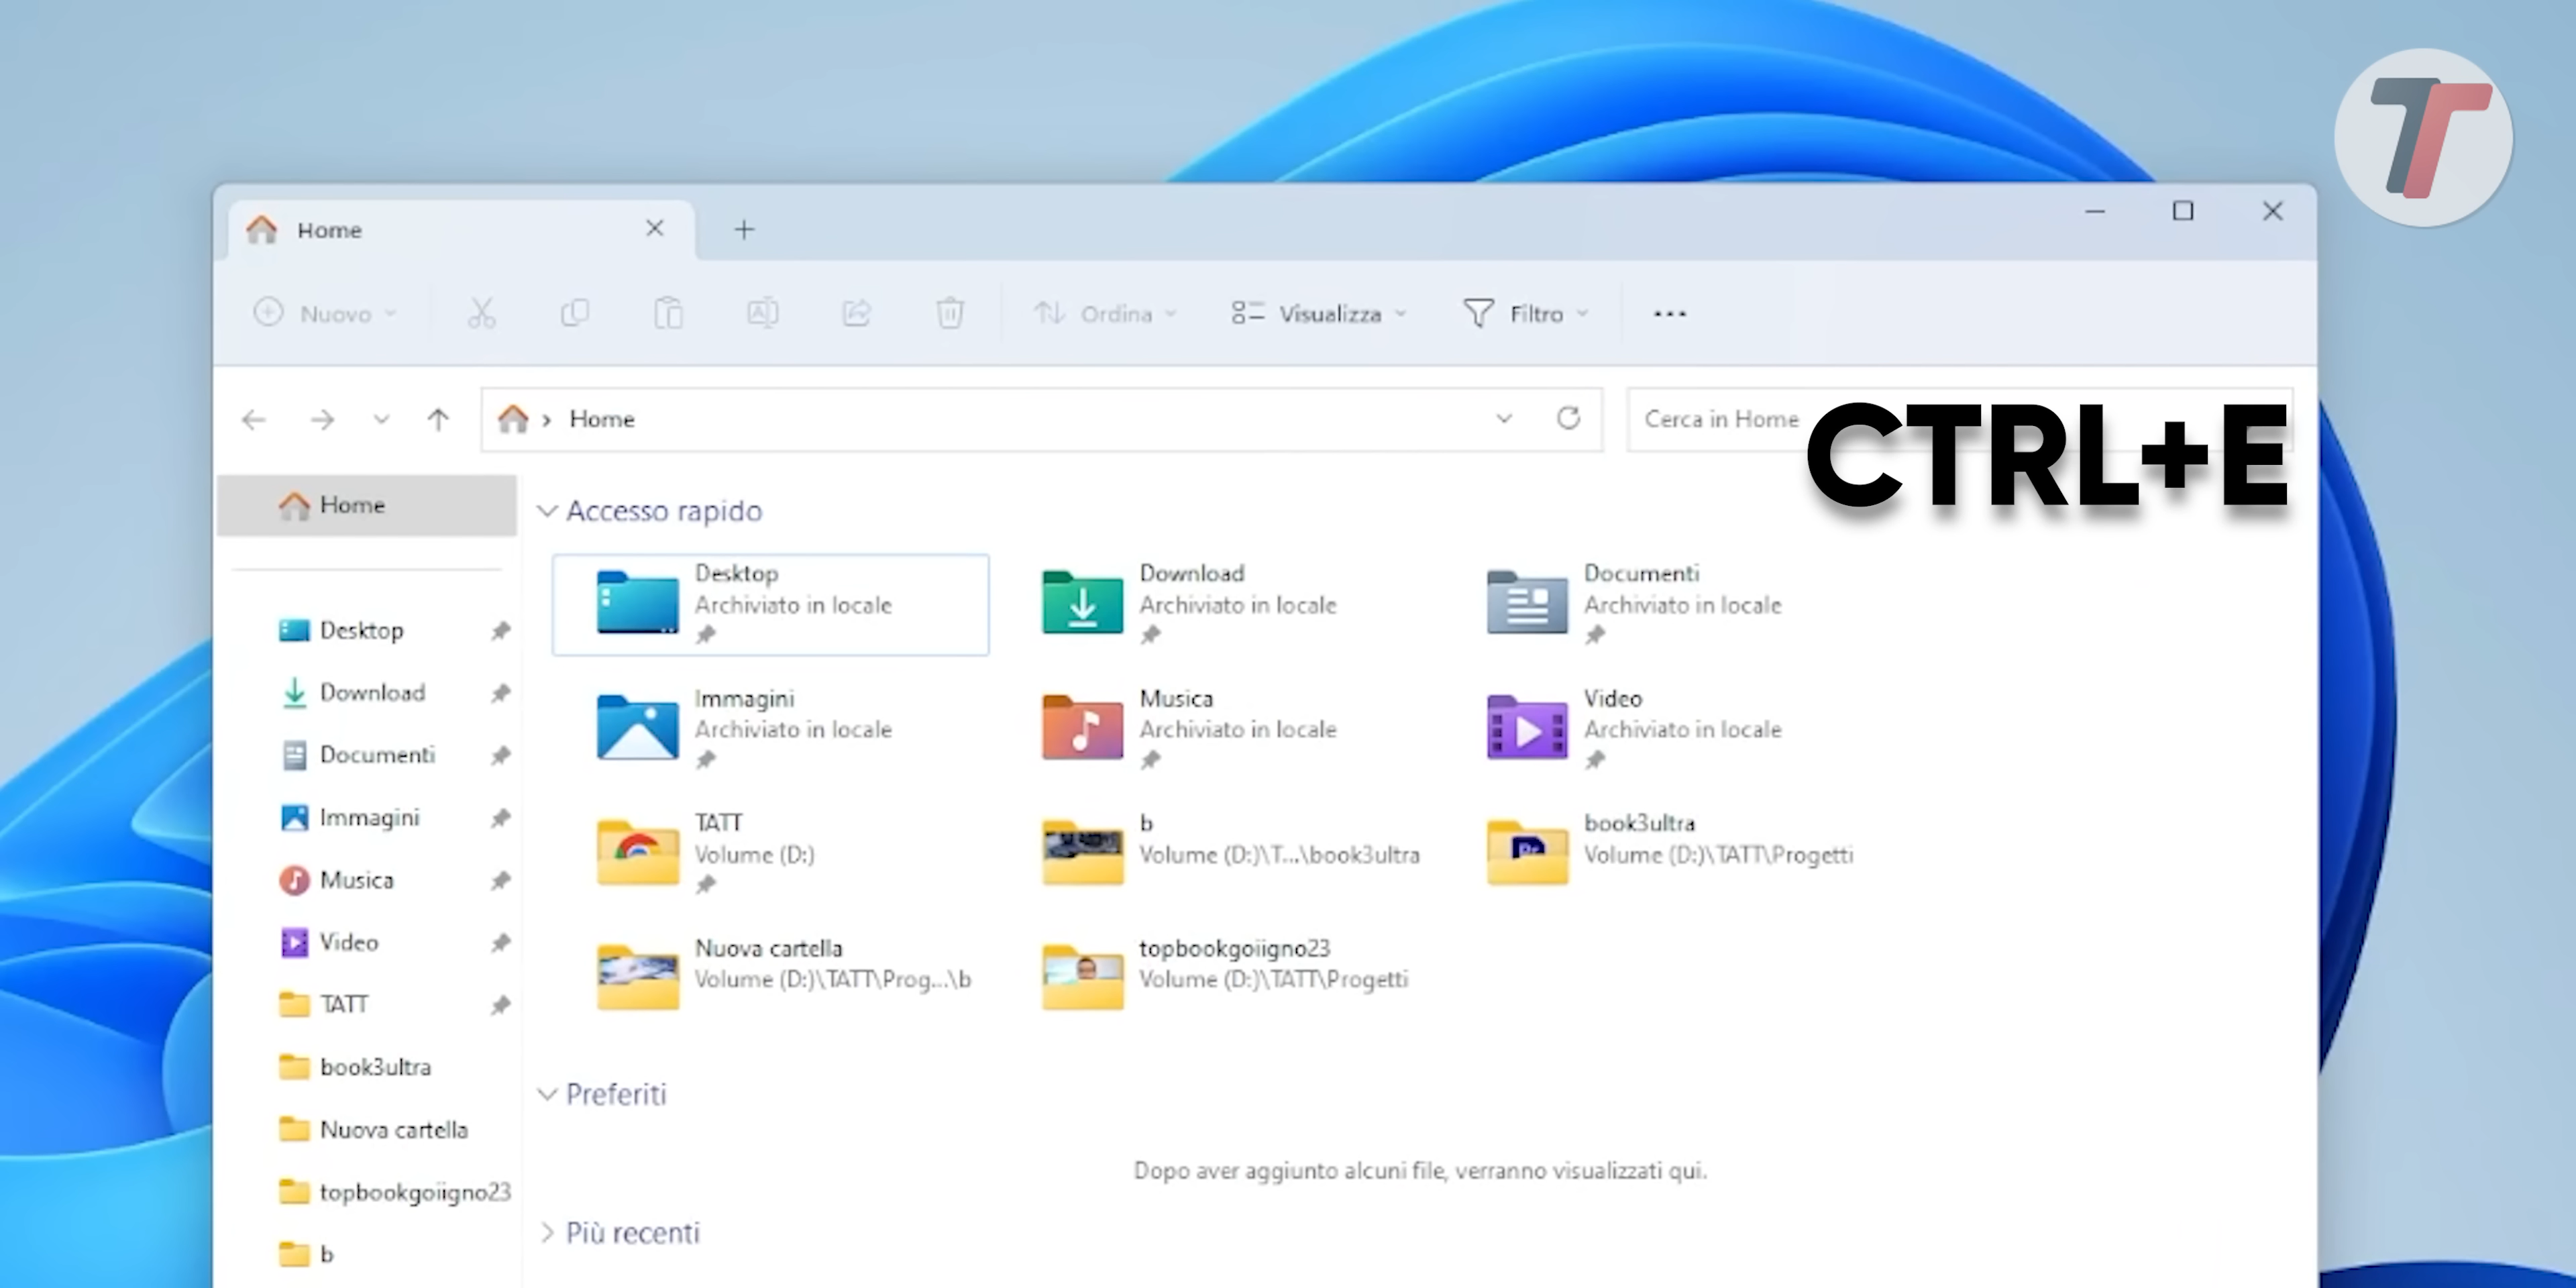 Home
Nuovo
Ordina
Visualizza
Filtro
Home
Cerca in Home
CTRL+E
Home
Desktop
Download
Documenti
Immagini
Musica
Video
TATT
book3ultra
Nuova cartella
topbookgoiigno23
b
Accesso rapido
Desktop
Archiviato in locale
Download
Archiviato in locale
Documenti
Archiviato in locale
Immagini
Archiviato in locale
Musica
Archiviato in locale
Video
Archiviato in locale
TATT
Volume (D:)
b
Volume (D:)\T...\book3ultra
book3ultra
Volume (D:)\TATT\Progetti
Nuova cartella
Volume (D:)\TATT\Prog...\b
topbookgoiigno23
Volume (D:)\TATT\Progetti
Preferiti
Dopo aver aggiunto alcuni file, verranno visualizzati qui.
Più recenti